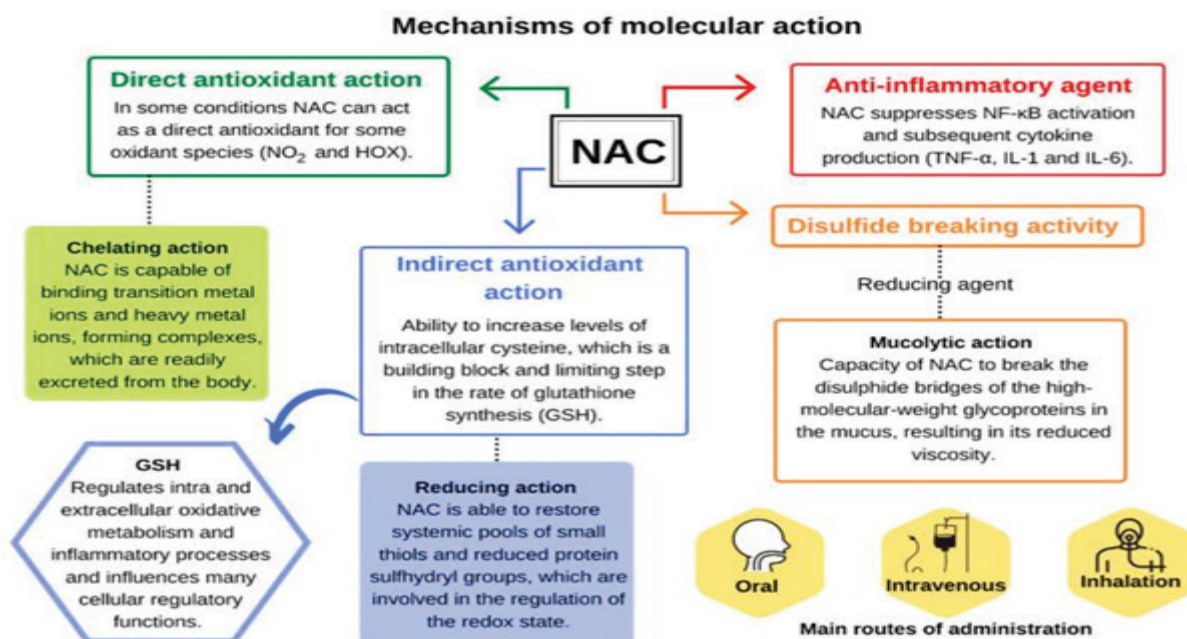 Mechanisms of molecular action
Direct antioxidant action
In some conditions NAC can act
as a direct antioxidant for some
oxidant species (NO₂ and HOX).
NAC
Anti-inflammatory agent
NAC suppresses NF-κB activation
and subsequent cytokine
production (TNF-α, IL-1 and IL-6).
Chelating action
NAC is capable of
binding transition metal
ions and heavy metal
ions, forming complexes,
which are readily
excreted from the body.
Indirect antioxidant
action
Ability to increase levels of
intracellular cysteine, which is a
building block and limiting step
in the rate of glutathione
synthesis (GSH).
Disulfide breaking activity
Reducing agent
Mucolytic action
Capacity of NAC to break the
disulphide bridges of the high-
molecular-weight glycoproteins in
the mucus, resulting in its reduced
viscosity.
GSH
Regulates intra and
extracellular oxidative
metabolism and
inflammatory processes
and influences many
cellular regulatory
functions.
Reducing action
NAC is able to restore
systemic pools of small
thiols and reduced protein
sulfhydryl groups, which are
involved in the regulation of
the redox state.
Oral
Intravenous
Inhalation
Main routes of administration